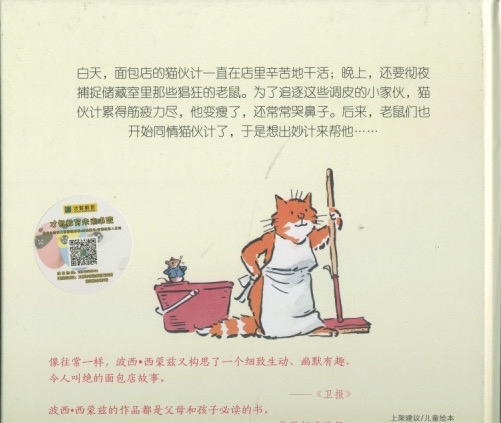 白天，面包店的猫伙计一直在店里辛苦地干活；晚上，还要彻夜
捕捉储藏室里那些猖狂的老鼠。为了追逐这些调皮的小家伙，猫
伙计累得筋疲力尽，他变瘦了，还常常哭鼻子。后来，老鼠们也
开始同情猫伙计了，于是想出妙计来帮他……
像往常一样，波西•西蒙兹又构思了一个细致生动、幽默有趣、
令人叫绝的面包店故事。
——《卫报》
波西•西蒙兹的作品都是父母和孩子必读的书。
上架建议/儿童绘本